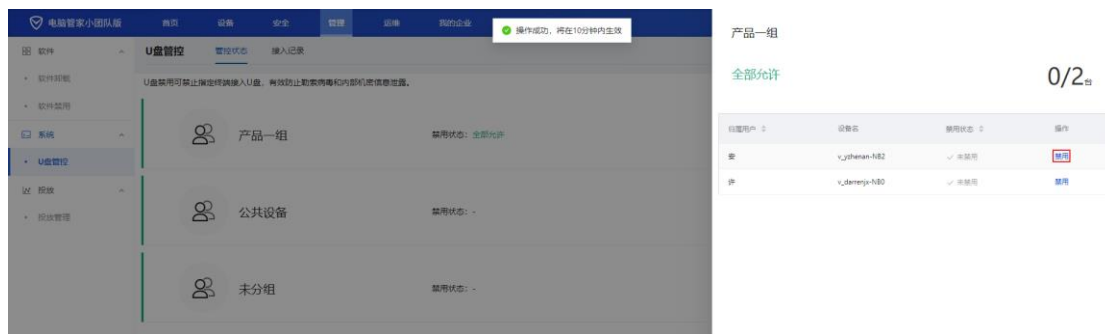 电脑管家小团队版
首页 设备 安全 管理 运维 我的企业
操作成功，将在10分钟内生效
软件
软件卸载
软件禁用
系统
U盘管控
投放
投放管理
U盘管控 管控状态 接入记录
U盘禁用可禁止指定终端接入U盘，有效防止勒索病毒和内部机密信息泄露。
产品一组 禁用状态：全部允许
公共设备 禁用状态：-
未分组 禁用状态：-
产品一组
全部允许 0/2台
归属用户 设备名 禁用状态 操作
v_yzhenan-NB2 未禁用 禁用
许 v_darrenjx-NB0 未禁用 禁用